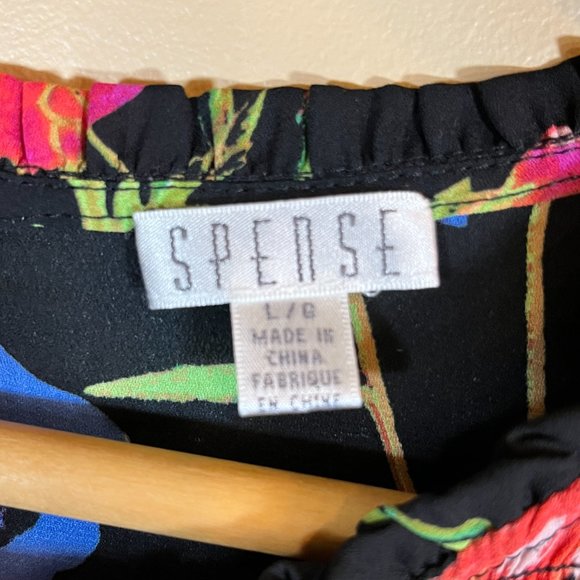 SPENSE
L/G
MADE IN
CHINA
FABRIQUE
EN CHINE